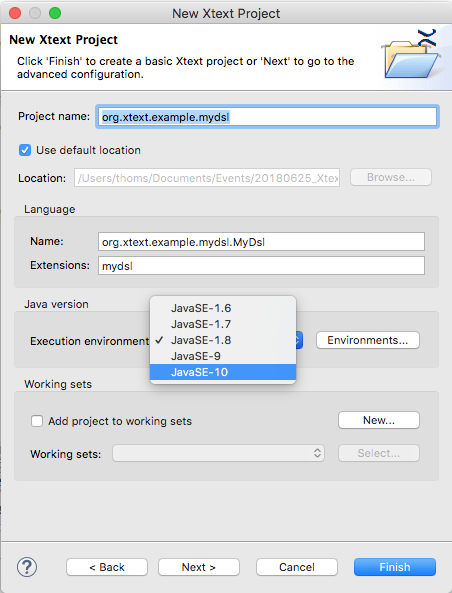 New Xtext Project
New Xtext Project
Click 'Finish' to create a basic Xtext project or 'Next' to go to the
advanced configuration.
Project name: org.xtext.example.mydsl
Use default location
Location: /Users/thoms/Documents/Events/20180625_Xtex Browse...
Language
Name: org.xtext.example.mydsl.MyDsl
Extensions: mydsl
Java version
JavaSE-1.6
JavaSE-1.7
Execution environment ✓ JavaSE-1.8 Environments...
JavaSE-9
JavaSE-10
Working sets
Add project to working sets New...
Working sets: Select...
? < Back Next > Cancel Finish